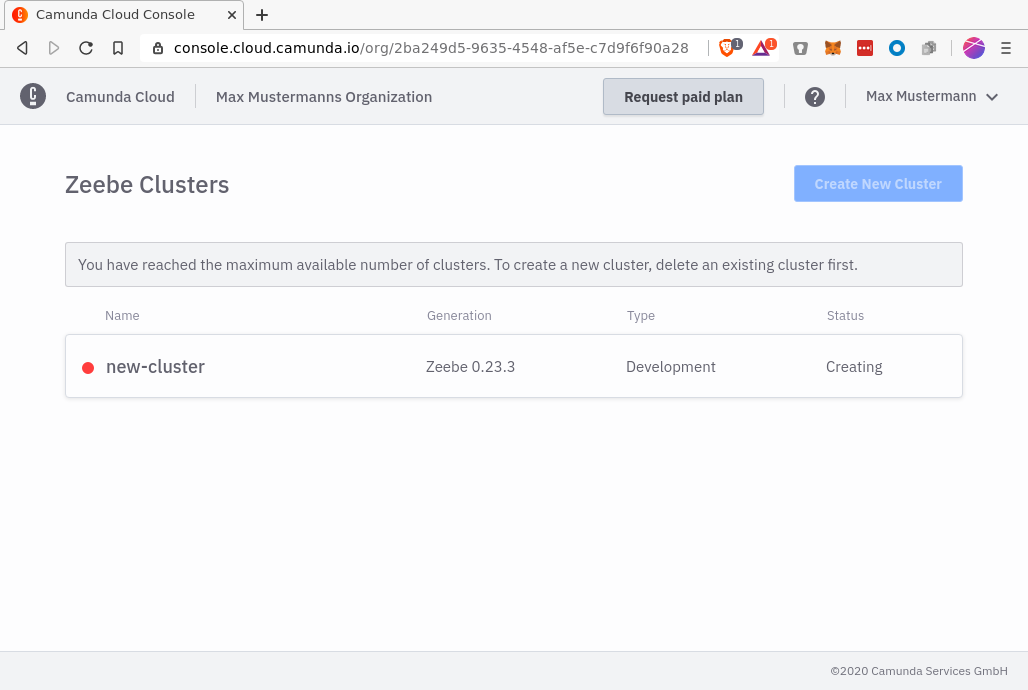 Camunda Cloud Console
console.cloud.camunda.io/org/2ba249d5-9635-4548-af5e-c7d9f6f90a28
1
1
Camunda Cloud
Max Mustermanns Organization
Request paid plan
?
Max Mustermann
Zeebe Clusters
Create New Cluster
You have reached the maximum available number of clusters. To create a new cluster, delete an existing cluster first.
Name Generation Type Status
new-cluster Zeebe 0.23.3 Development Creating
©2020 Camunda Services GmbH